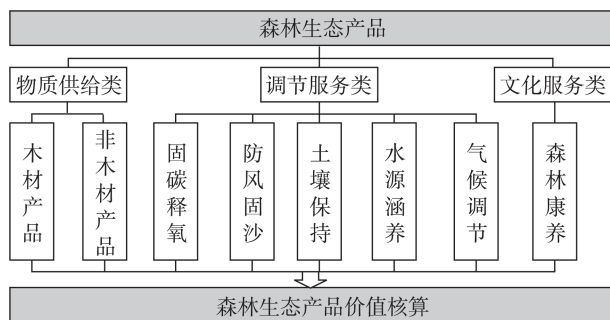 森林生态产品
物质供给类
调节服务类
文化服务类
木材产品
非木材产品
固碳释氧
防风固沙
土壤保持
水源涵养
气候调节
森林康养
森林生态产品价值核算